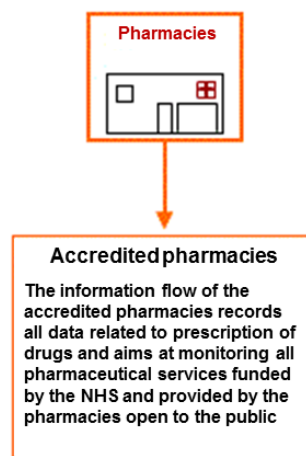 Pharmacies
Accredited pharmacies
The information flow of the
accredited pharmacies records
all data related to prescription of
drugs and aims at monitoring all
pharmaceutical services funded
by the NHS and provided by the
pharmacies open to the public